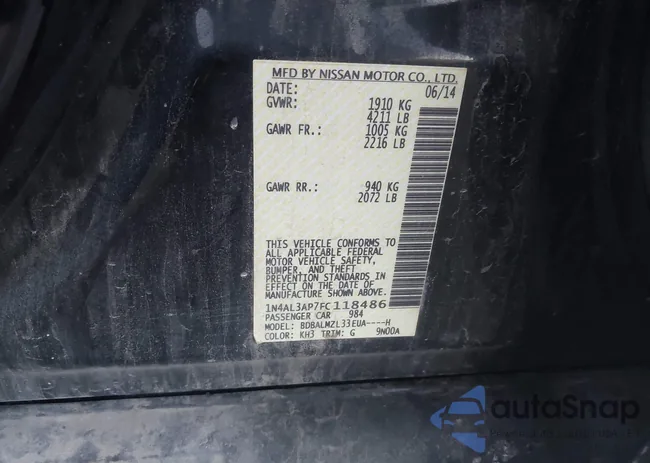 MFD BY NISSAN MOTOR CO., LTD.
DATE: 06/14
GVWR: 1910 KG
4211 LB
GAWR FR.: 1005 KG
2216 LB
GAWR RR.: 940 KG
2072 LB
THIS VEHICLE CONFORMS TO
ALL APPLICABLE FEDERAL
MOTOR VEHICLE SAFETY,
BUMPER, AND THEFT
PREVENTION STANDARDS IN
EFFECT ON THE DATE OF
MANUFACTURE SHOWN ABOVE.
1N4AL3AP7FC118486
PASSENGER CAR 984
MODEL: BDBALMZL33EUA----H
COLOR: KH3 TRIM: G 9N00A
autoSnap